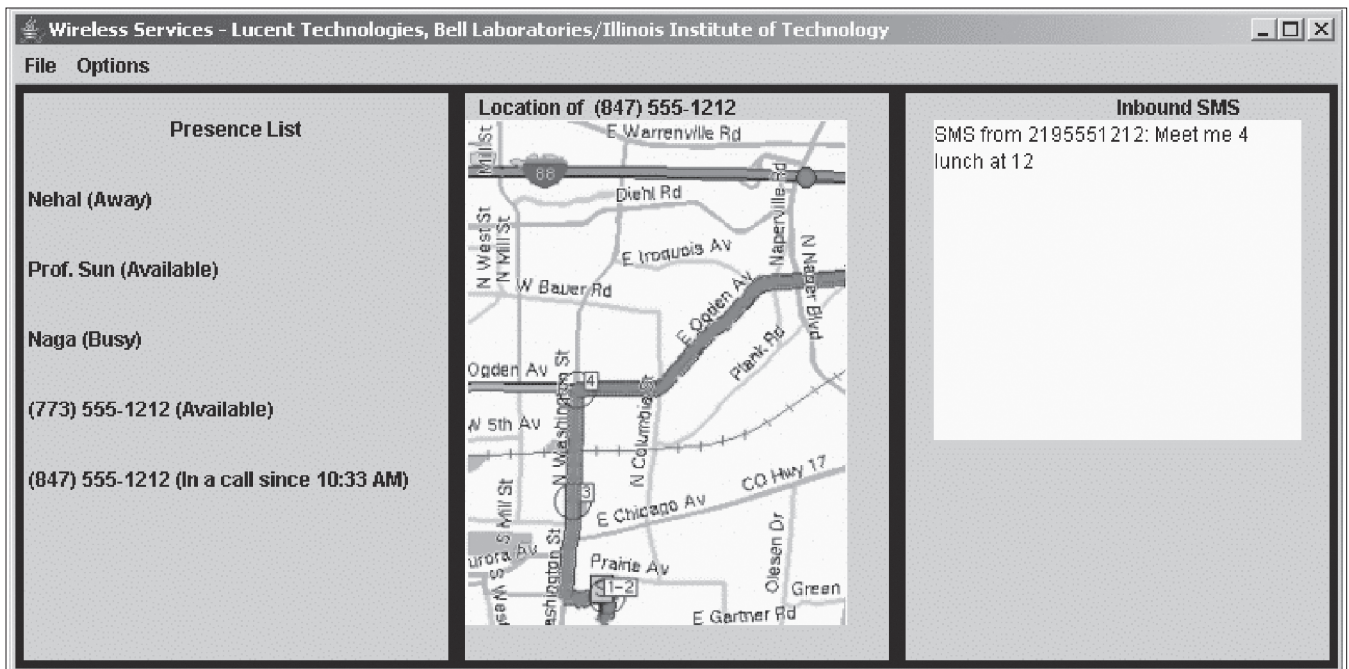 Wireless Services - Lucent Technologies, Bell Laboratories/Illinois Institute of Technology
File Options
Presence List
Nehal (Away)
Prof. Sun (Available)
Naga (Busy)
(773) 555-1212 (Available)
(847) 555-1212 (In a call since 10:33 AM)
Location of (847) 555-1212
E Warrenville Rd
Mill St
88
Diehl Rd
Naperville Rd
N West St
N Mill St
E Iroquois Av
N Naper Blvd
W Bauer Rd
E Ogden Av
Plank Rd
Ogden Av
4
N Washington St
N Columbia St
W 5th Av
CO Hwy 17
3
E Chicago Av
S Mill St
urora Av
Prairie Av
Olesen Dr
S Wes
ashington St
1-2
Green
E Gartner Rd
Inbound SMS
SMS from 2195551212: Meet me 4
lunch at 12